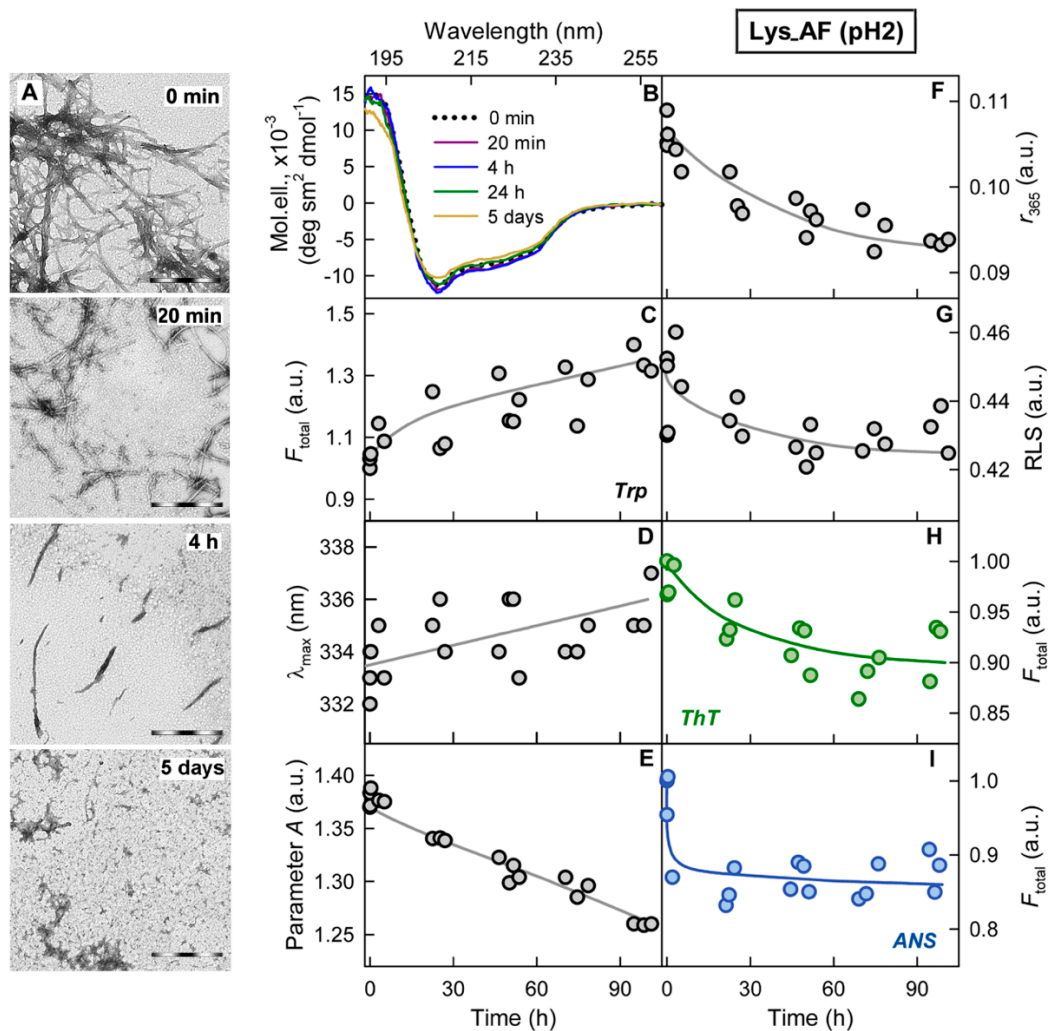 Wavelength (nm)
Lys_AF (pH2)
195 215 235 255
A
0 min
20 min
4 h
5 days
B
Mol.ell., x10⁻³
(deg sm² dmol⁻¹)
15
10
5
0
-5
-10
0 min
20 min
4 h
24 h
5 days
F
0.11
0.10
0.09
r365 (a.u.)
C
Ftotal (a.u.)
1.5
1.3
1.1
0.9
Trp
G
0.46
0.44
0.42
RLS (a.u.)
D
λmax (nm)
338
336
334
332
H
1.00
0.95
0.90
0.85
Ftotal (a.u.)
ThT
E
Parameter A (a.u.)
1.40
1.35
1.30
1.25
I
1.0
0.9
0.8
Ftotal (a.u.)
ANS
0 30 60 90
0 30 60 90
Time (h)
Time (h)